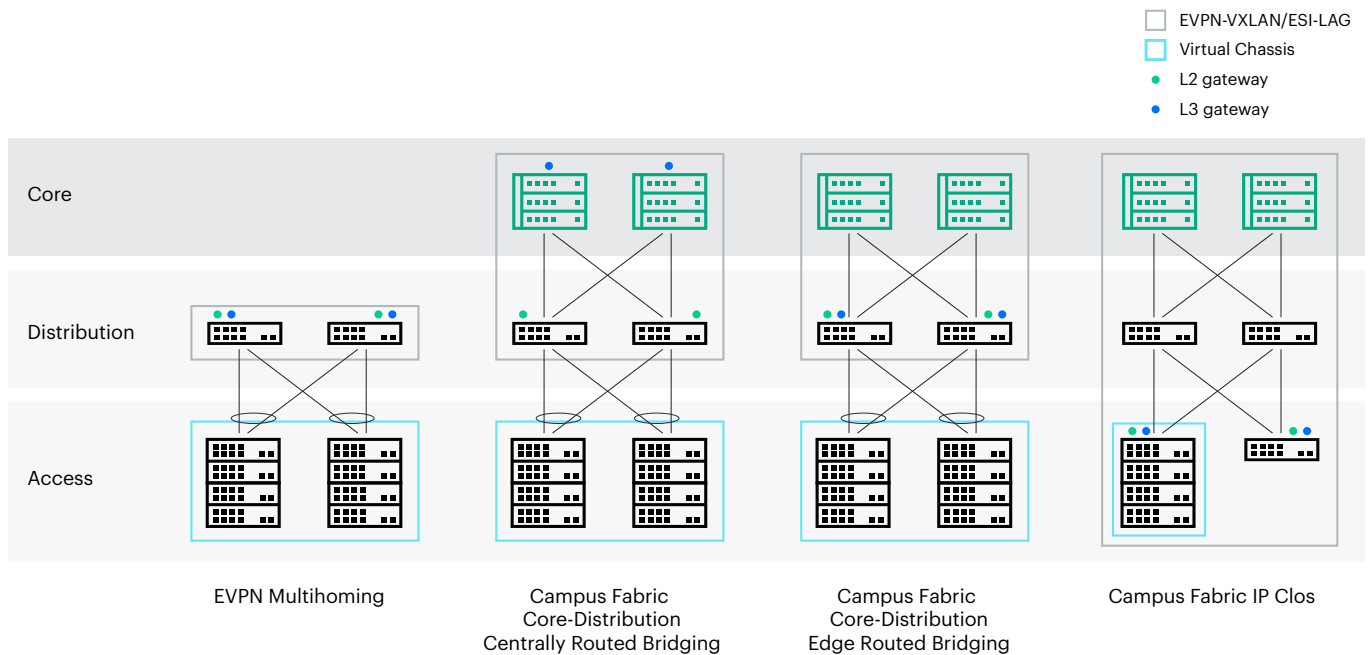 EVPN-VXLAN/ESI-LAG
Virtual Chassis
L2 gateway
L3 gateway
Core
Distribution
Access
EVPN Multihoming
Campus Fabric
Core-Distribution
Centrally Routed Bridging
Campus Fabric
Core-Distribution
Edge Routed Bridging
Campus Fabric IP Clos